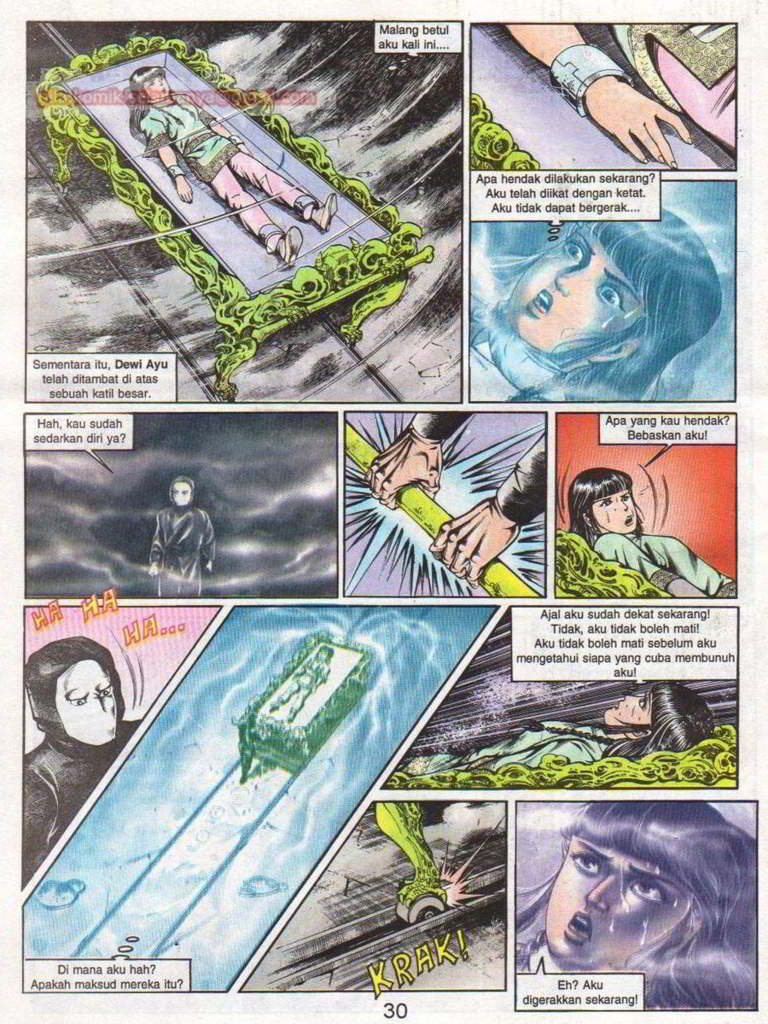 Malang betul
aku kali ini....
Sementara itu, Dewi Ayu
telah ditambat di atas
sebuah katil besar.
Apa hendak dilakukan sekarang?
Aku telah diikat dengan ketat.
Aku tidak dapat bergerak....
Hah, kau sudah
sedarkan diri ya?
Apa yang kau hendak?
Bebaskan aku!
HA HA
HA...
Di mana aku hah?
Apakah maksud mereka itu?
Ajal aku sudah dekat sekarang!
Tidak, aku tidak boleh mati!
Aku tidak boleh mati sebelum aku
mengetahui siapa yang cuba membunuh
aku!
KRAK!
Eh? Aku
digerakkan sekarang!
30